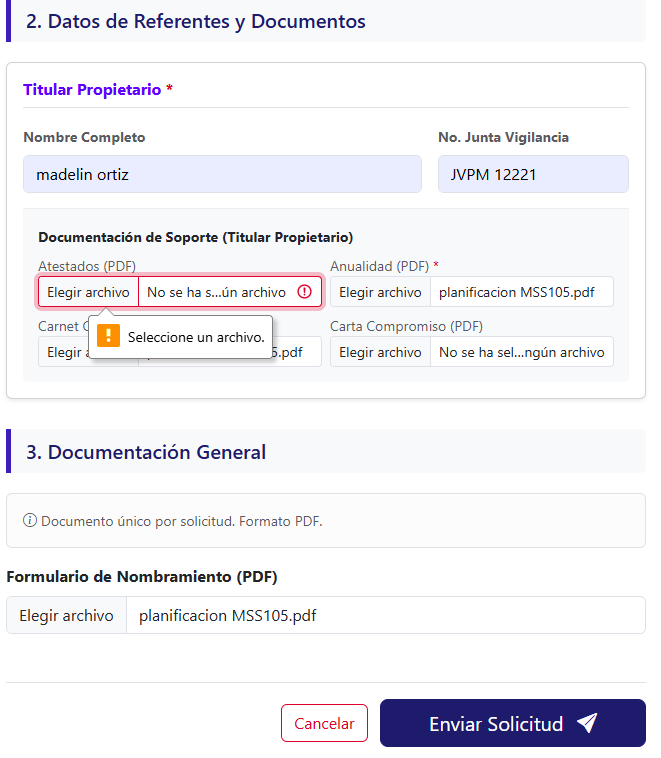 2. Datos de Referentes y Documentos
Titular Propietario *
Nombre Completo
No. Junta Vigilancia
madelin ortiz
JVPM 12221
Documentación de Soporte (Titular Propietario)
Atestados (PDF)
Anualidad (PDF) *
Elegir archivo No se ha s...ún archivo
Elegir archivo planificacion MSS105.pdf
Seleccione un archivo.
Carnet
Carta Compromiso (PDF)
Elegir 5.pdf
Elegir archivo No se ha sel...ngún archivo
3. Documentación General
Documento único por solicitud. Formato PDF.
Formulario de Nombramiento (PDF)
Elegir archivo planificacion MSS105.pdf
Cancelar
Enviar Solicitud